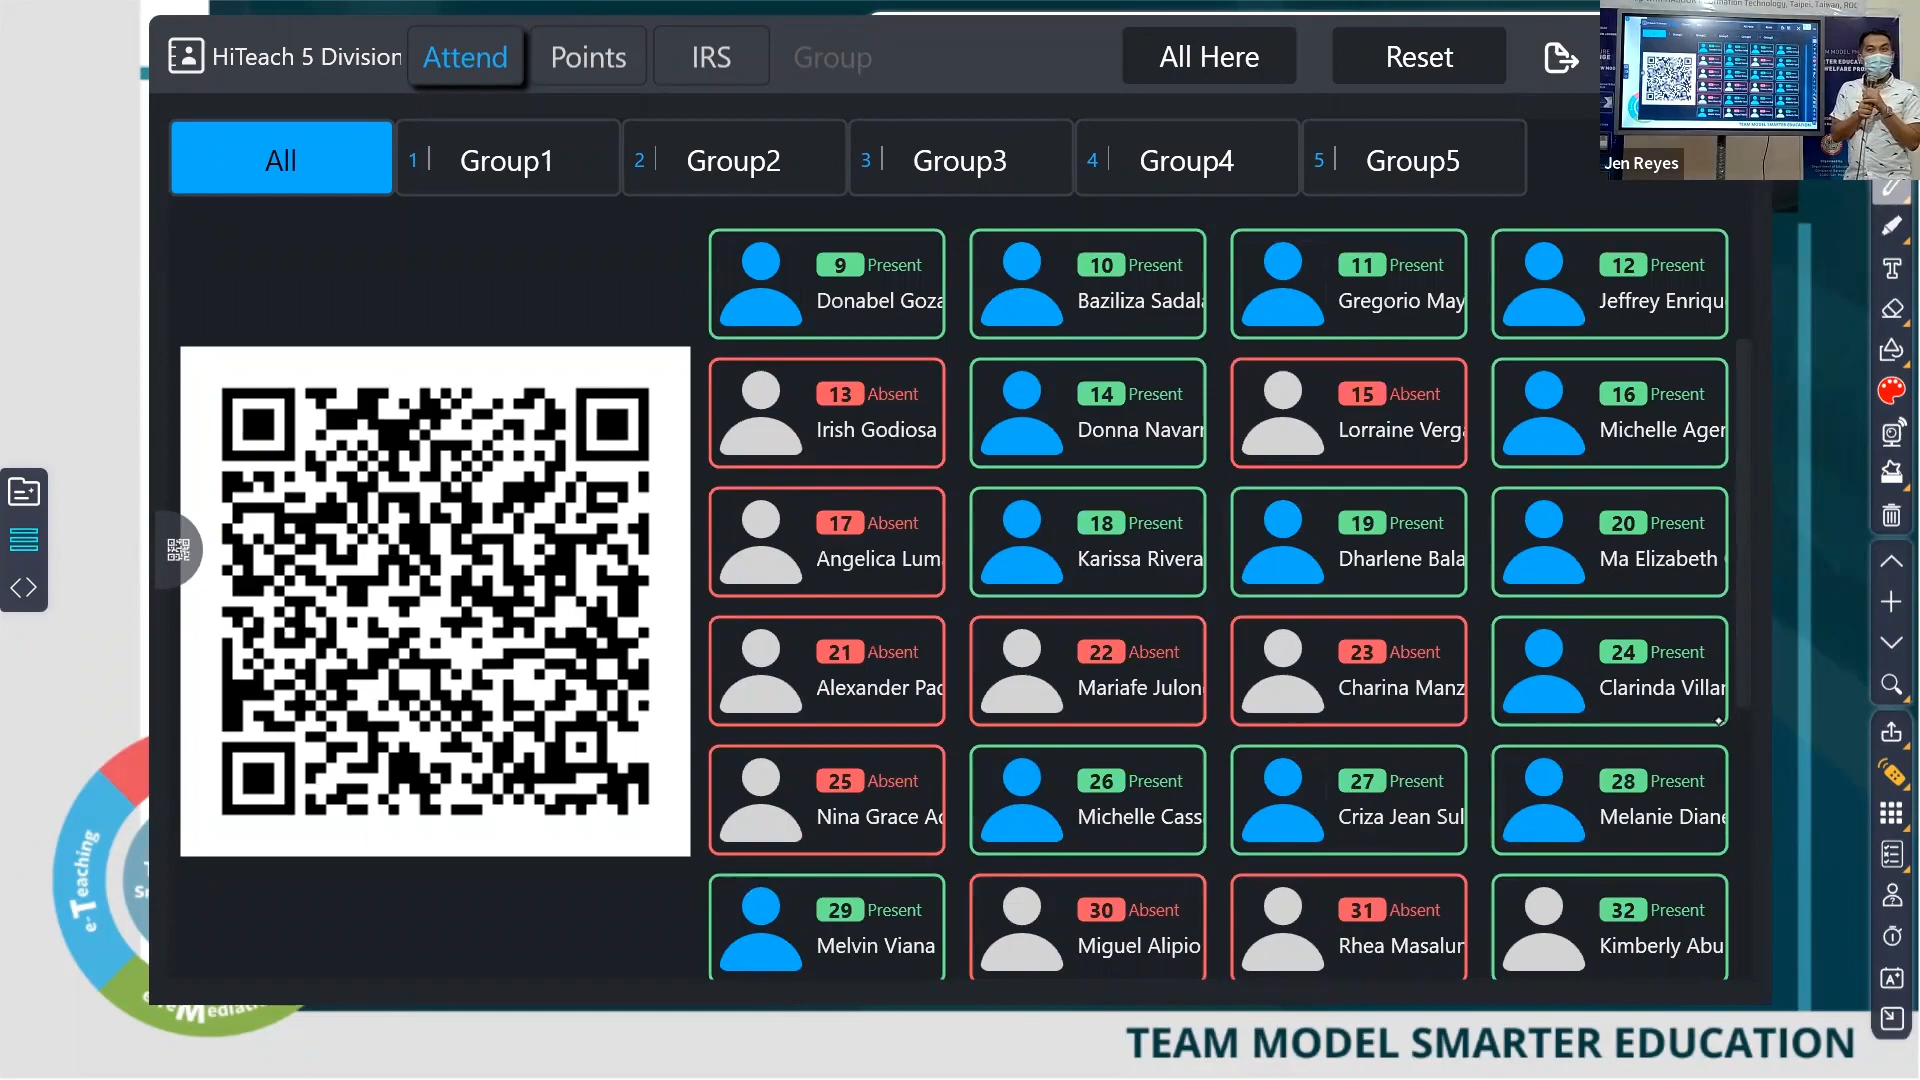 HiTeach 5 Division
Attend
Points
IRS
Group
All Here
Reset
All
1 Group1
2 Group2
3 Group3
4 Group4
5 Group5
Jen Reyes
9 Present
Donabel Goza
10 Present
Baziliza Sadala
11 Present
Gregorio May
12 Present
Jeffrey Enriqu
13 Absent
Irish Godiosa
14 Present
Donna Navarr
15 Absent
Lorraine Verga
16 Present
Michelle Ager
17 Absent
Angelica Lum
18 Present
Karissa Rivera
19 Present
Dharlene Bala
20 Present
Ma Elizabeth
21 Absent
Alexander Pac
22 Absent
Mariafe Julon
23 Absent
Charina Manz
24 Present
Clarinda Villar
25 Absent
Nina Grace Ac
26 Present
Michelle Cass
27 Present
Criza Jean Sul
28 Present
Melanie Diane
29 Present
Melvin Viana
30 Absent
Miguel Alipio
31 Absent
Rhea Masalun
32 Present
Kimberly Abu
e-Teaching
TEAM MODEL SMARTER EDUCATION